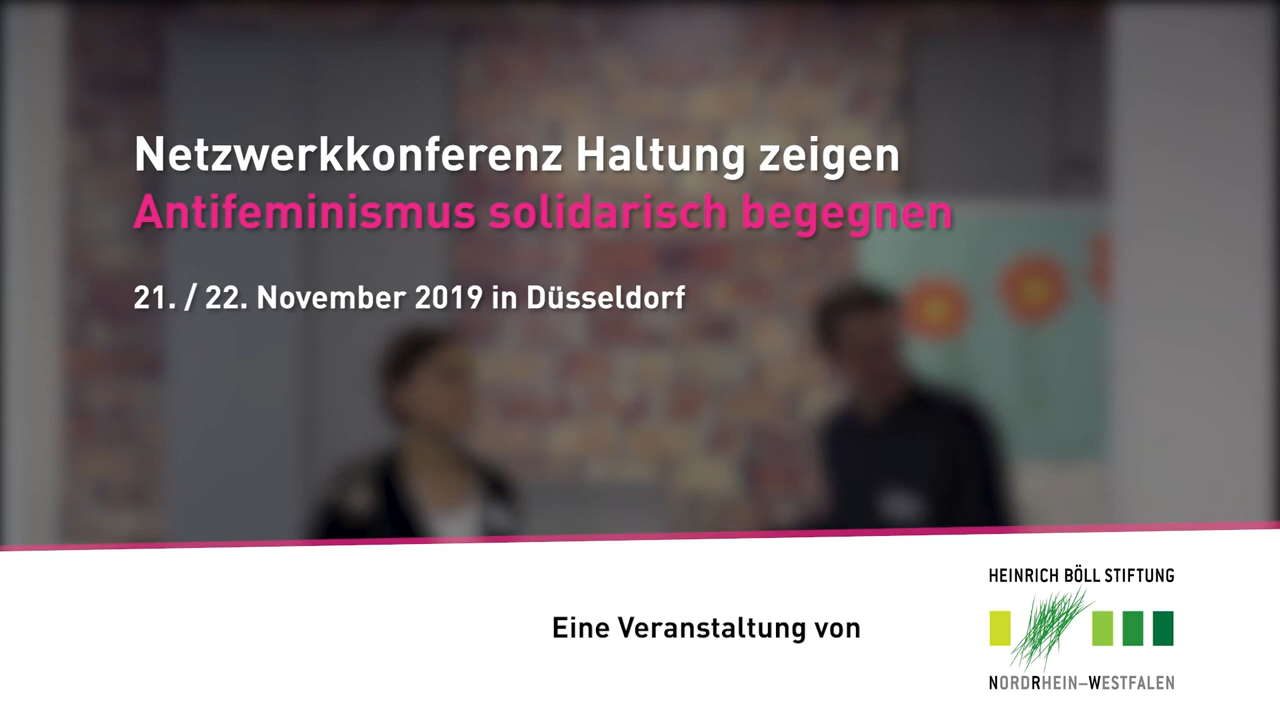 Netzwerkkonferenz Haltung zeigen
Antifeminismus solidarisch begegnen
21. / 22. November 2019 in Düsseldorf
Eine Veranstaltung von
HEINRICH BÖLL STIFTUNG
NORDRHEIN–WESTFALEN